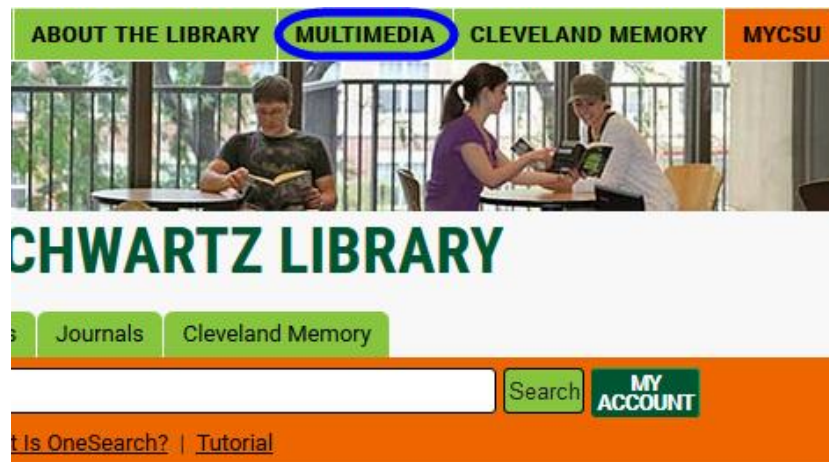 ABOUT THE LIBRARY MULTIMEDIA CLEVELAND MEMORY MYCSU
CHWARTZ LIBRARY
s Journals Cleveland Memory
Search MY
ACCOUNT
t Is OneSearch? | Tutorial